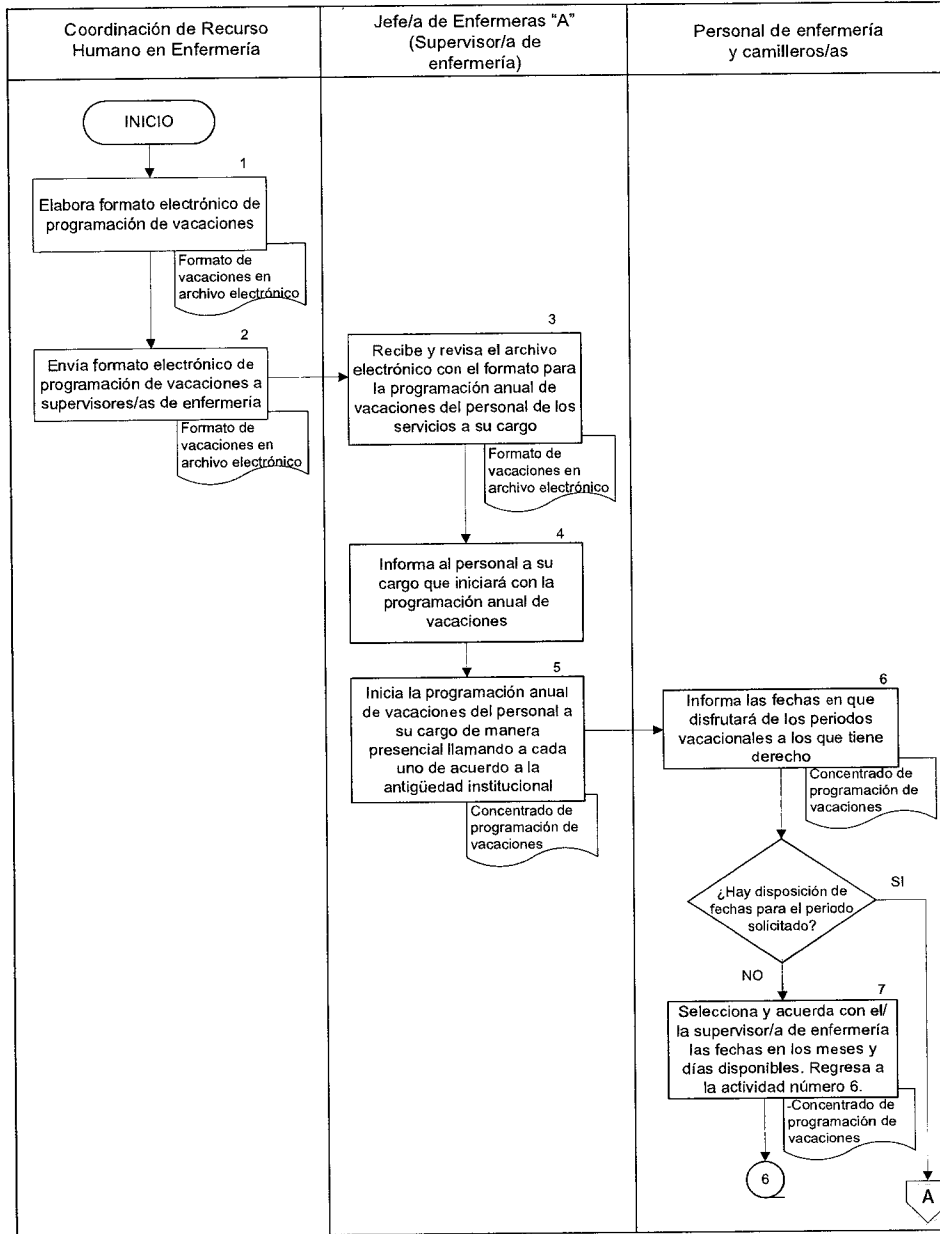 Coordinación de Recurso
Humano en Enfermería
Jefe/a de Enfermeras "A"
(Supervisor/a de
enfermería)
Personal de enfermería
y camilleros/as
INICIO
1
Elabora formato electrónico de
programación de vacaciones
Formato de
vacaciones en
archivo electrónico
2
Envía formato electrónico de
programación de vacaciones a
supervisores/as de enfermería
Formato de
vacaciones en
archivo electrónico
3
Recibe y revisa el archivo
electrónico con el formato para
la programación anual de
vacaciones del personal de los
servicios a su cargo
Formato de
vacaciones en
archivo electrónico
4
Informa al personal a su
cargo que iniciará con la
programación anual de
vacaciones
5
Inicia la programación anual
de vacaciones del personal a
su cargo de manera
presencial llamando a cada
uno de acuerdo a la
antigüedad institucional
Concentrado de
programación de
vacaciones
6
Informa las fechas en que
disfrutará de los periodos
vacacionales a los que tiene
derecho
Concentrado de
programación de
vacaciones
¿Hay disposición de
fechas para el periodo
solicitado?
SI
NO
7
Selecciona y acuerda con el/
la supervisor/a de enfermería
las fechas en los meses y
días disponibles. Regresa a
la actividad número 6.
-Concentrado de
programación de
vacaciones
6
A